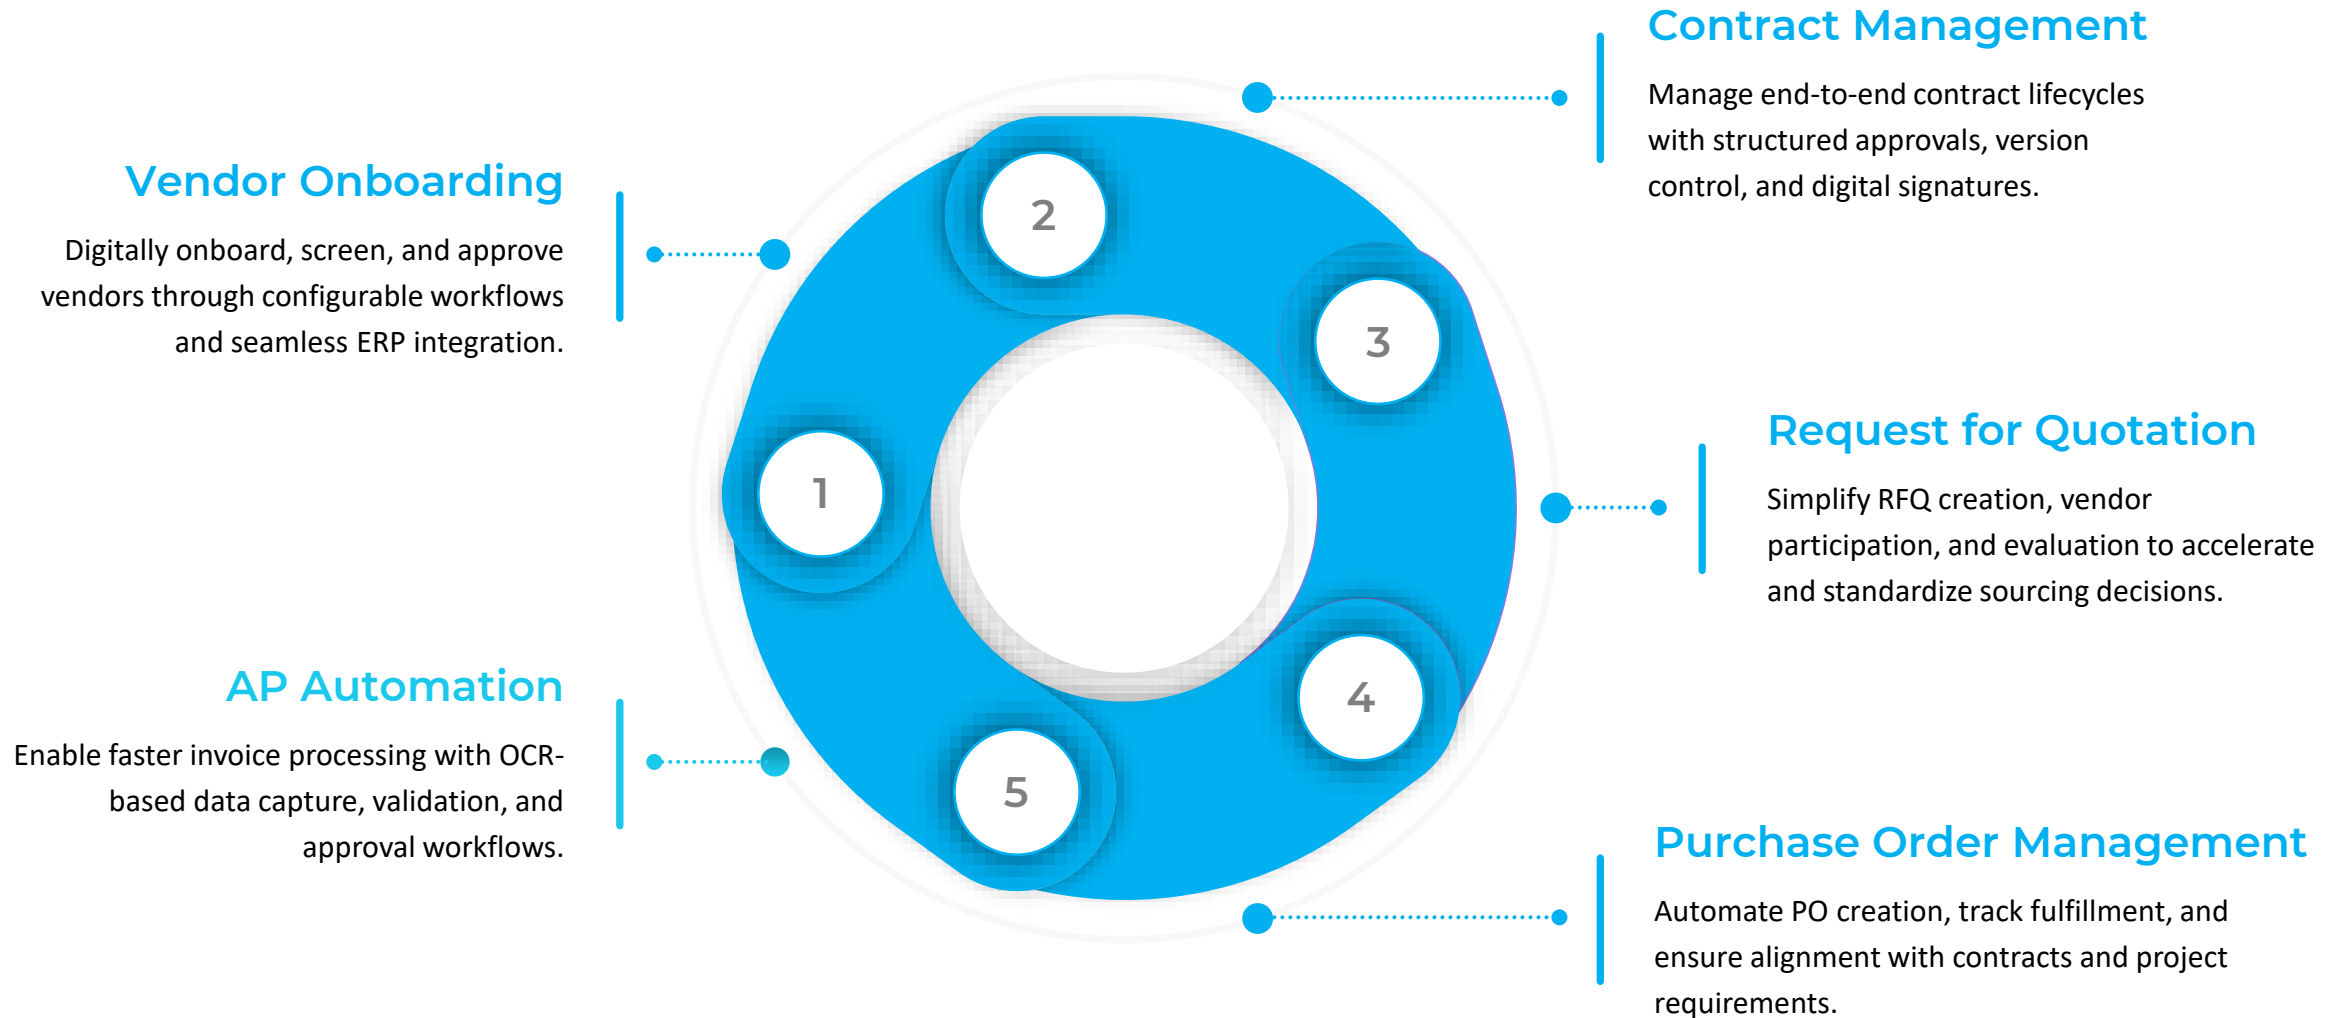 Vendor Onboarding
Digitally onboard, screen, and approve
vendors through configurable workflows
and seamless ERP integration.
1
Contract Management
Manage end-to-end contract lifecycles
with structured approvals, version
control, and digital signatures.
2
Request for Quotation
Simplify RFQ creation, vendor
participation, and evaluation to accelerate
and standardize sourcing decisions.
3
Purchase Order Management
Automate PO creation, track fulfillment, and
ensure alignment with contracts and project
requirements.
4
AP Automation
Enable faster invoice processing with OCR-
based data capture, validation, and
approval workflows.
5